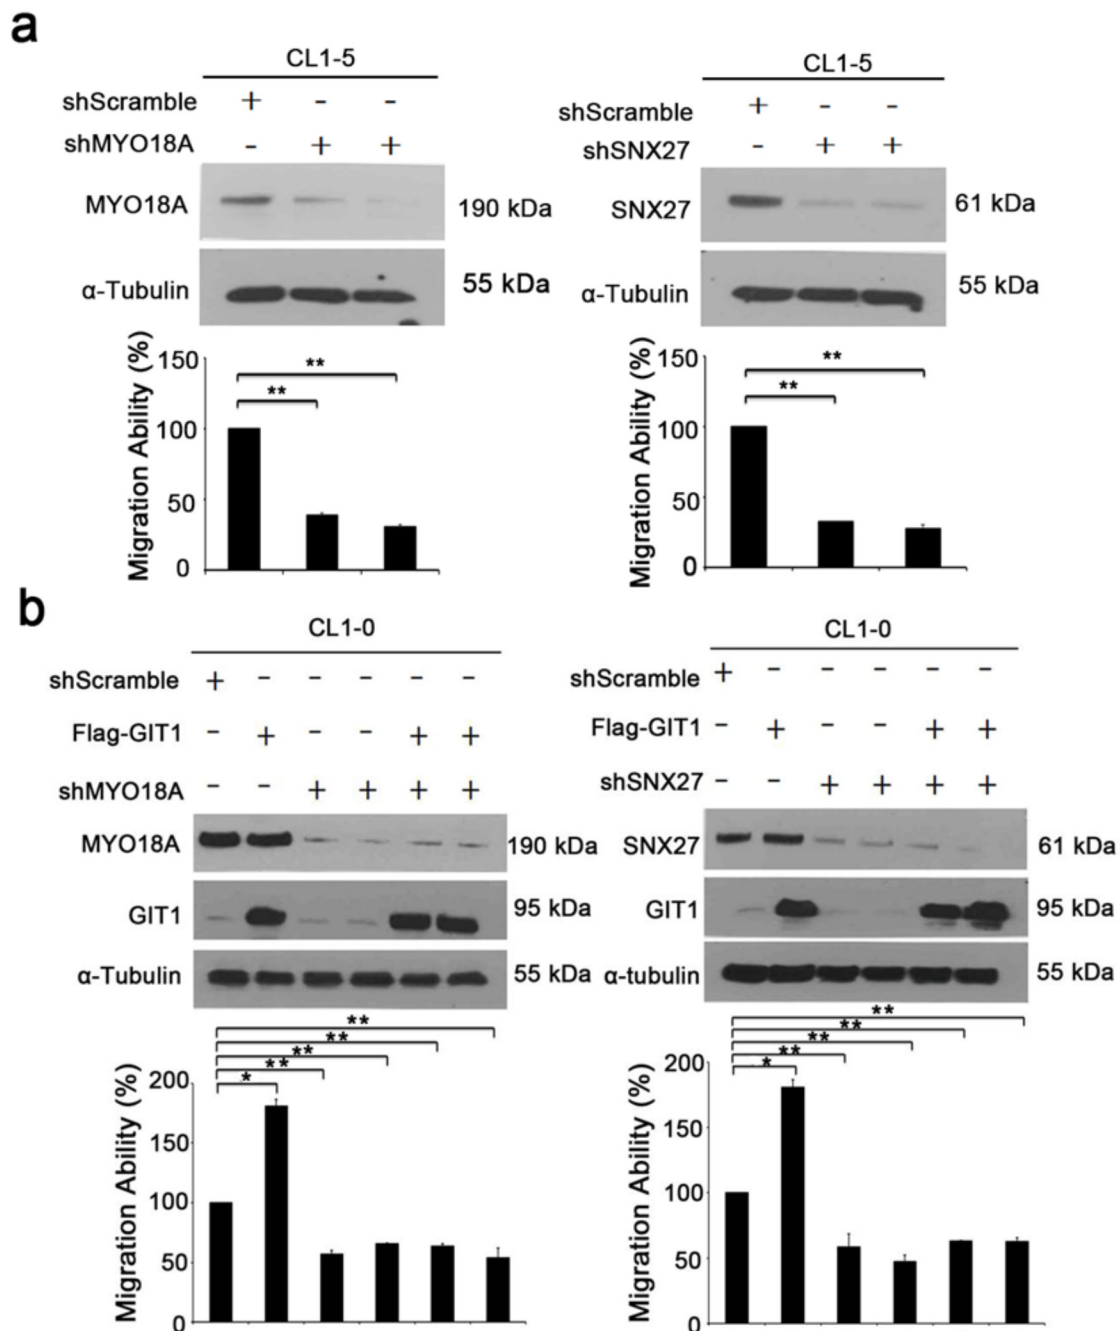 a
CL1-5
shScramble + - -
shMYO18A - + +
MYO18A 190 kDa
α-Tubulin 55 kDa
Migration Ability (%)
150
100
50
0
** **
CL1-5
shScramble + - -
shSNX27 - + +
SNX27 61 kDa
α-Tubulin 55 kDa
Migration Ability (%)
150
100
50
0
** **
b
CL1-0
shScramble + - - - - -
Flag-GIT1 - + - - + +
shMYO18A - - + + + +
MYO18A 190 kDa
GIT1 95 kDa
α-Tubulin 55 kDa
Migration Ability (%)
200
150
100
50
0
**
**
**
**
*
CL1-0
shScramble + - - - - -
Flag-GIT1 - + - - + +
shSNX27 - - + + + +
SNX27 61 kDa
GIT1 95 kDa
α-tubulin 55 kDa
Migration Ability (%)
200
150
100
50
0
**
**
**
**
*